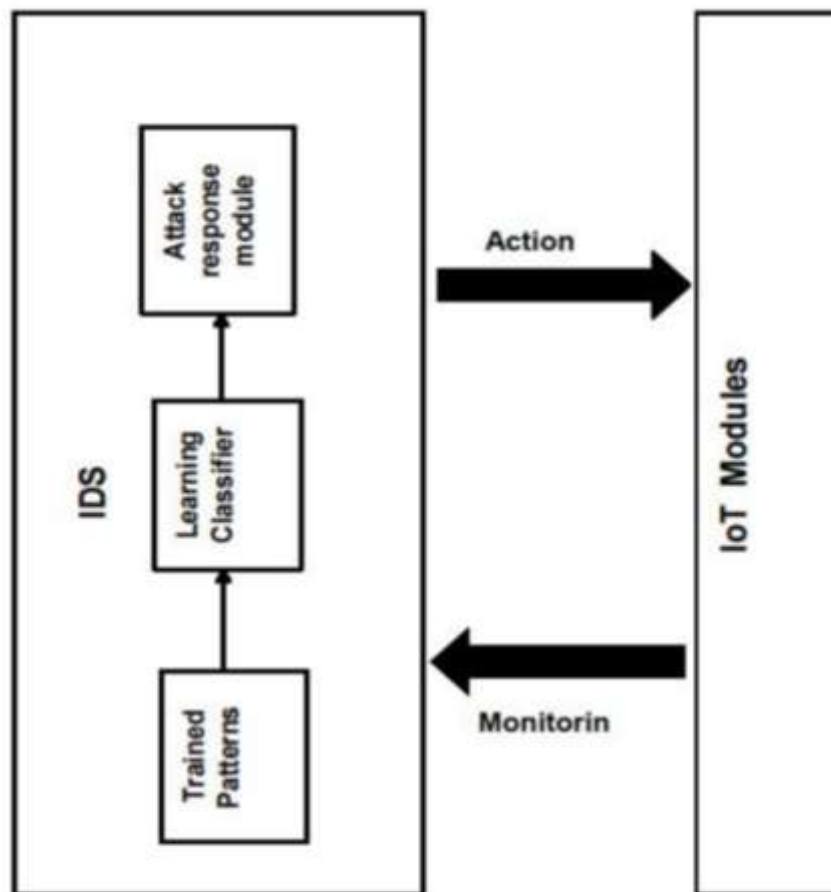 IDS
Attack
response
module
Learning
Classifier
Trained
Patterns
Action
Monitorin
IoT Modules